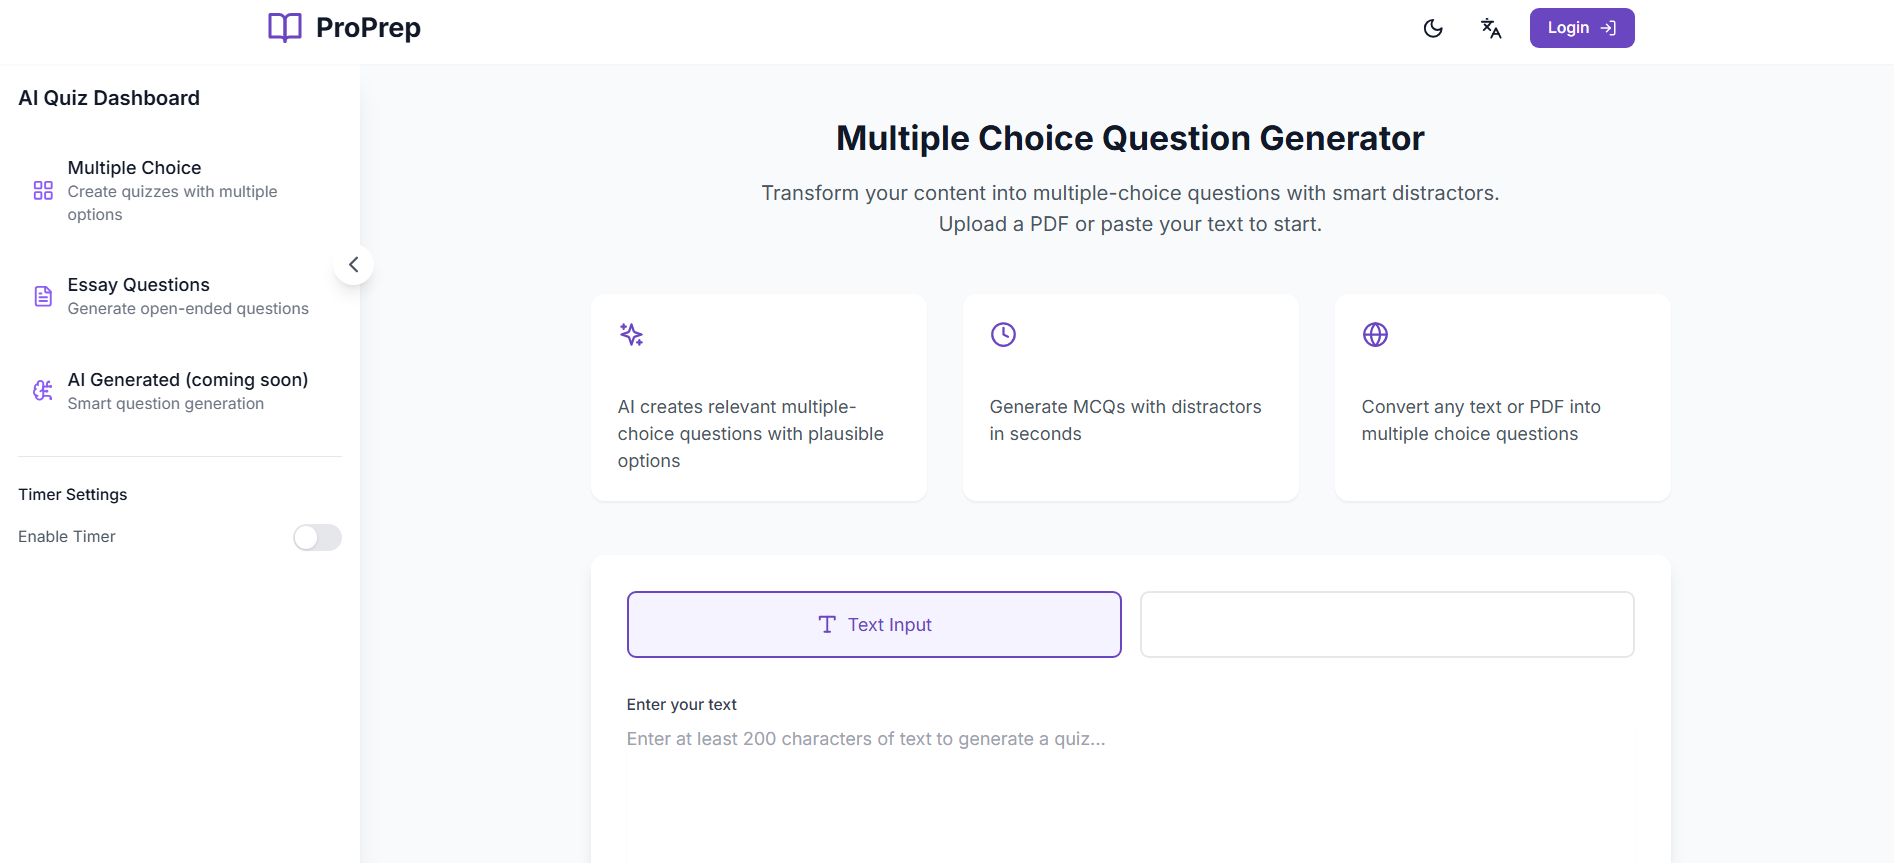 ProPrep
Login
AI Quiz Dashboard
Multiple Choice
Create quizzes with multiple
options
Essay Questions
Generate open-ended questions
AI Generated (coming soon)
Smart question generation
Timer Settings
Enable Timer
Multiple Choice Question Generator
Transform your content into multiple-choice questions with smart distractors.
Upload a PDF or paste your text to start.
AI creates relevant multiple-
choice questions with plausible
options
Generate MCQs with distractors
in seconds
Convert any text or PDF into
multiple choice questions
Text Input
Enter your text
Enter at least 200 characters of text to generate a quiz...